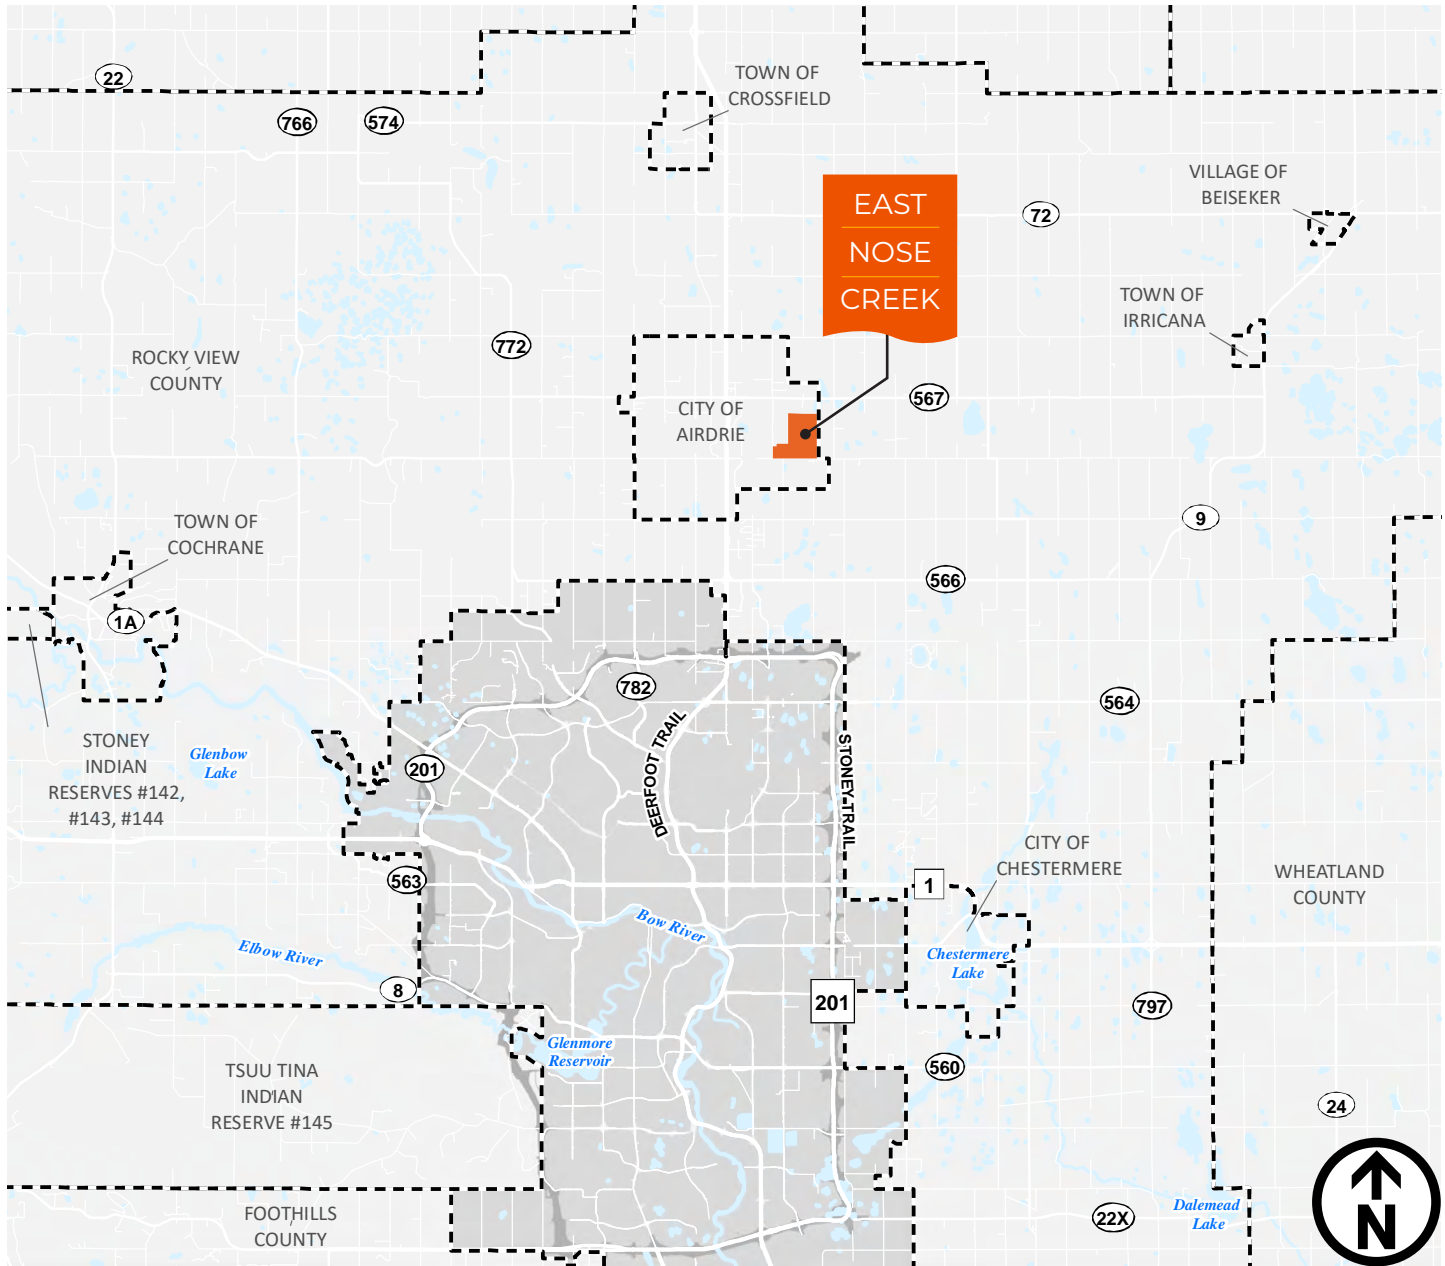 22
TOWN OF
CROSSFIELD
766
574
VILLAGE OF
BEISEKER
EAST
NOSE
CREEK
72
TOWN OF
IRRICANA
772
ROCKY VIEW
COUNTY
567
CITY OF
AIRDRIE
9
TOWN OF
COCHRANE
566
1A
782
564
STONEY
INDIAN
RESERVES #142,
#143, #144
Glenbow
Lake
201
DEERFOOT TRAIL
STONEY TRAIL
CITY OF
CHESTERMERE
WHEATLAND
COUNTY
563
1
Bow River
Elbow River
Chestermere
Lake
8
201
797
Glenmore
Reservoir
560
TSUU TINA
INDIAN
RESERVE #145
24
FOOTHILLS
COUNTY
22X
Dalemead
Lake
N